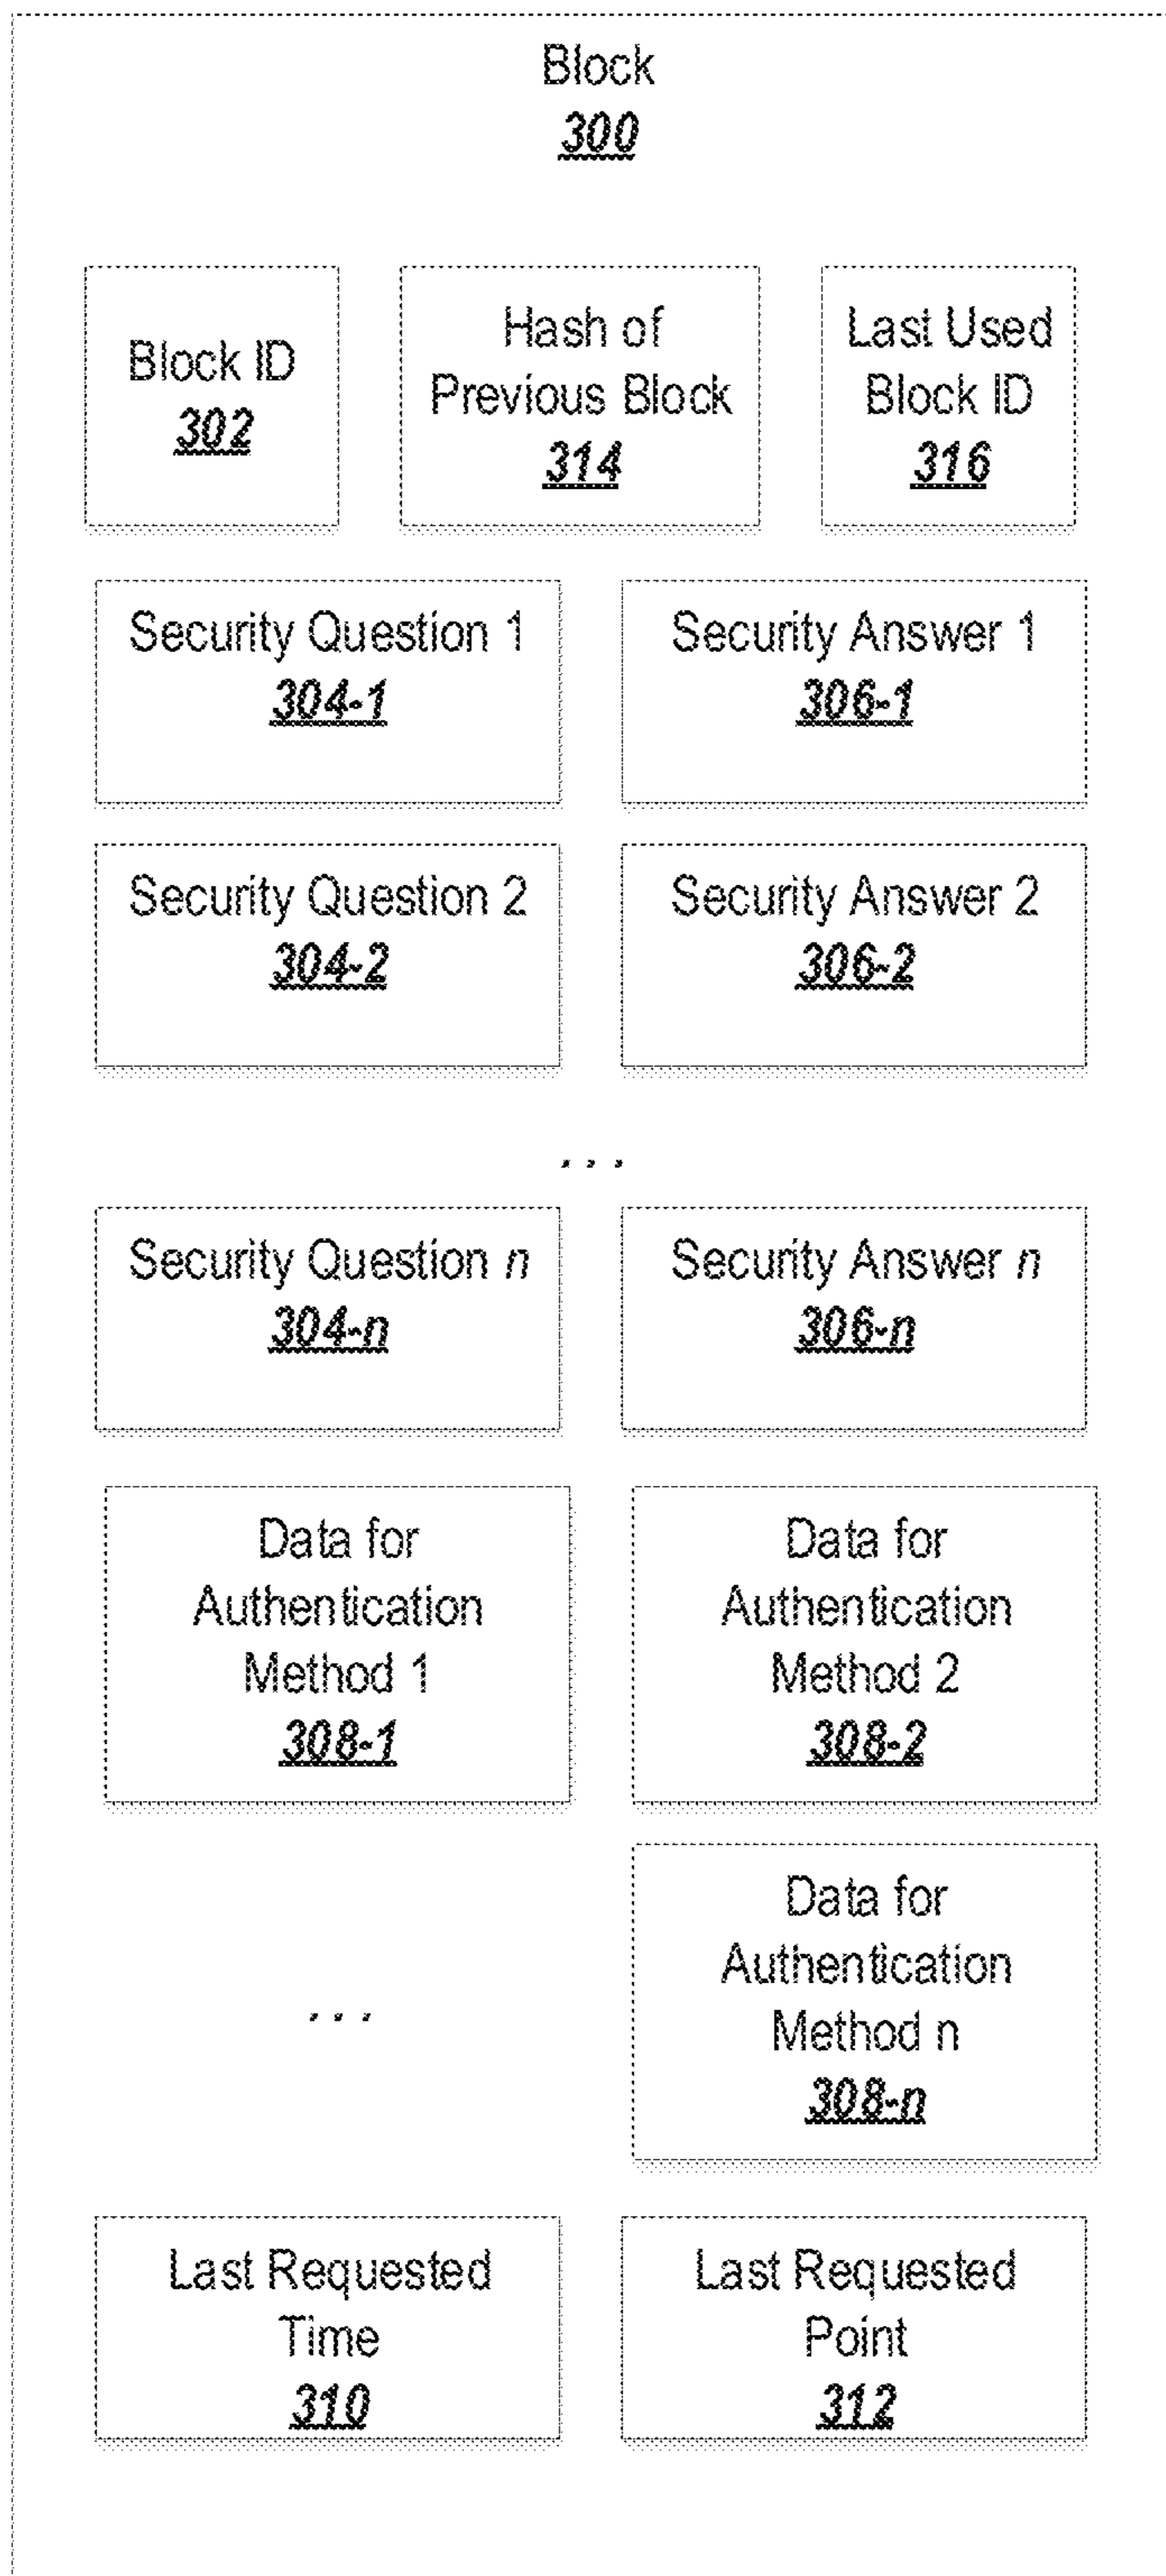 Block
300
Block ID
302
Hash of
Previous Block
314
Last Used
Block ID
316
Security Question 1
304-1
Security Answer 1
306-1
Security Question 2
304-2
Security Answer 2
306-2
...
Security Question n
304-n
Security Answer n
306-n
Data for
Authentication
Method 1
308-1
Data for
Authentication
Method 2
308-2
...
Data for
Authentication
Method n
308-n
Last Requested
Time
310
Last Requested
Point
312